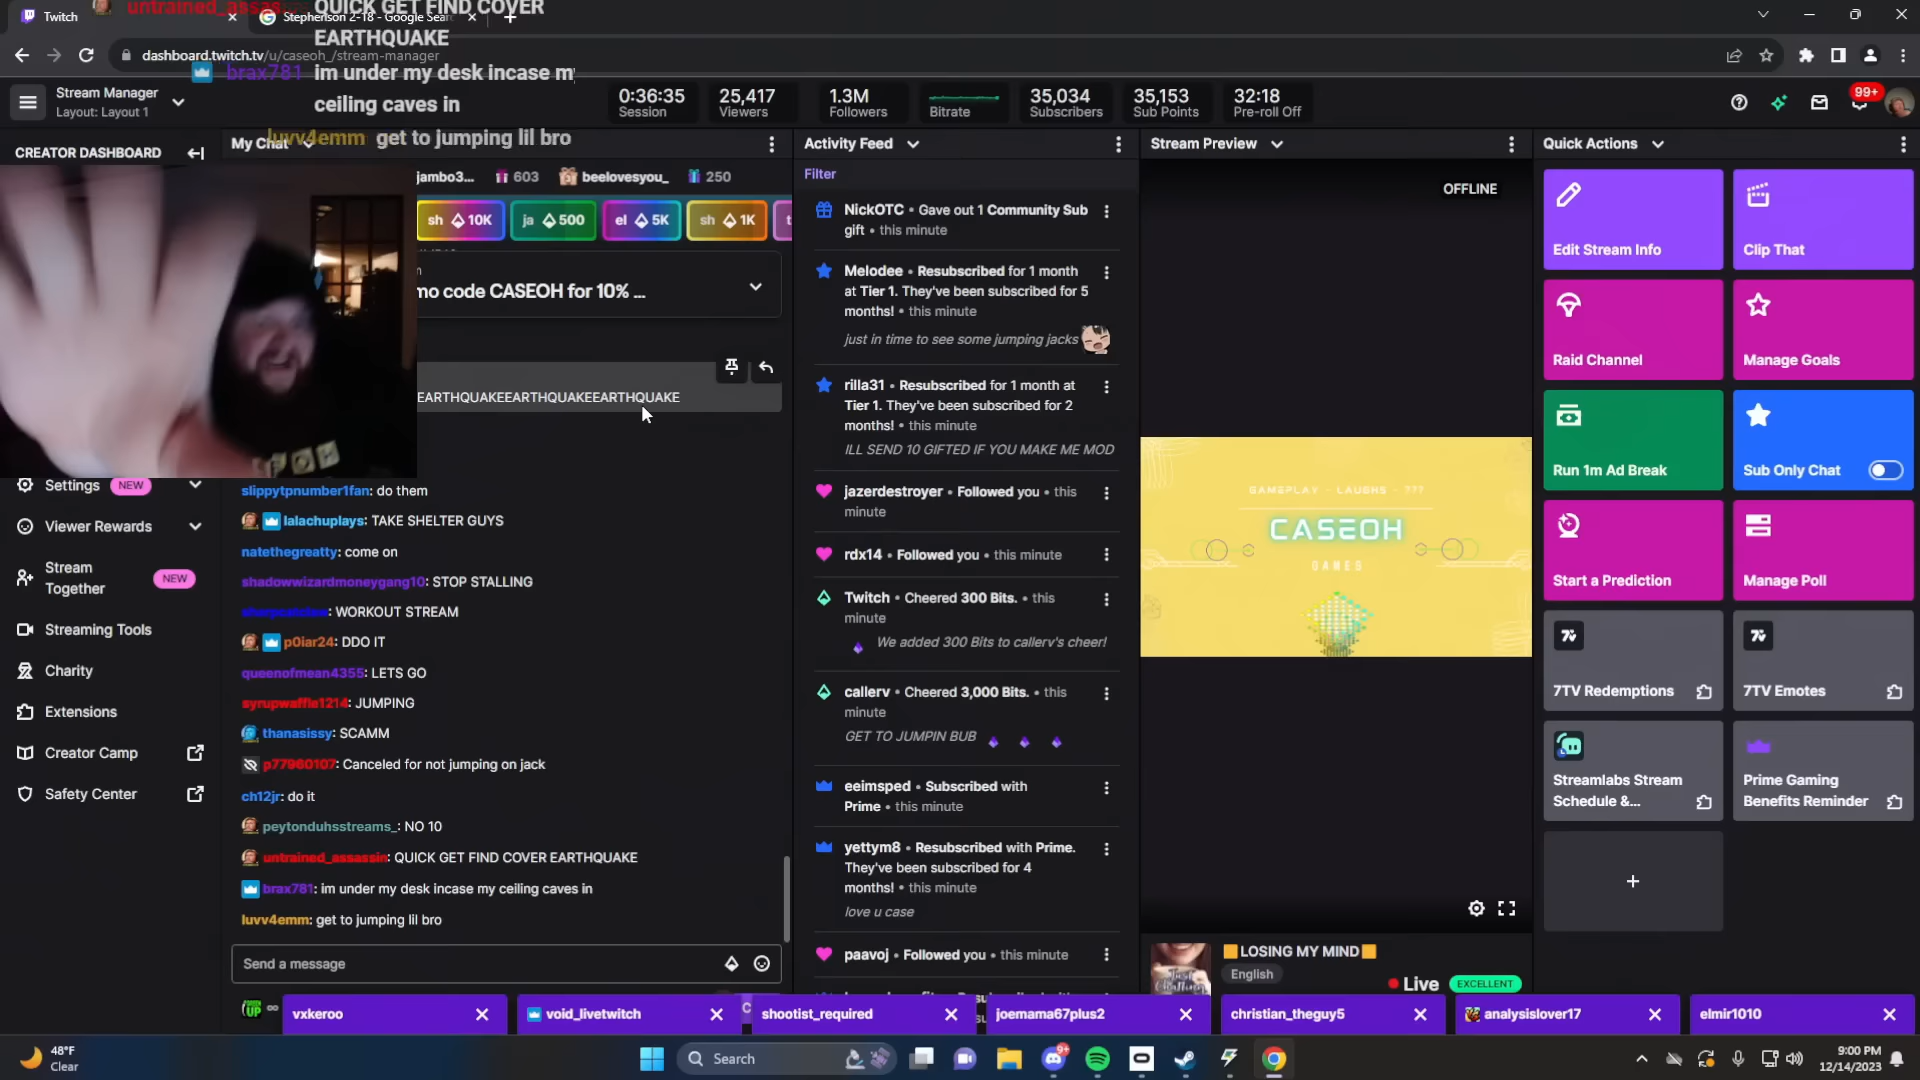 Twitch
Stephenson 2-18 - Google Sear
untrained_assas
QUICK GET FIND COVER
EARTHQUAKE
dashboard.twitch.tv/u/caseoh_/stream-manager
brax781 im under my desk incase my
ceiling caves in
luvv4emm get to jumping lil bro
Stream Manager
Layout: Layout 1
0:36:35
Session
25,417
Viewers
1.3M
Followers
Bitrate
35,034
Subscribers
35,153
Sub Points
32:18
Pre-roll Off
99+
CREATOR DASHBOARD
My Chat
jambo3... 603 beelovesyou_ 250
sh 10K
ja 500
el 5K
sh 1K
mo code CASEOH for 10% ...
EARTHQUAKEEARTHQUAKEEARTHQUAKE
Settings NEW
Viewer Rewards
Stream
Together
NEW
Streaming Tools
Charity
Extensions
Creator Camp
Safety Center
slippytpnumber1fan: do them
lalachuplays: TAKE SHELTER GUYS
natethegreatty: come on
shadowwizardmoneygang10: STOP STALLING
: WORKOUT STREAM
p0iar24: DDO IT
queenofmean4355: LETS GO
syrupwaffle1214: JUMPING
thanasissy: SCAMM
p77960107: Canceled for not jumping on jack
ch12jr: do it
peytonduhsstreams_: NO 10
untrained_assassin: QUICK GET FIND COVER EARTHQUAKE
brax781: im under my desk incase my ceiling caves in
luvv4emm: get to jumping lil bro
Send a message
Activity Feed
Filter
NickOTC • Gave out 1 Community Sub
gift • this minute
Melodee • Resubscribed for 1 month
at Tier 1. They've been subscribed for 5
months! • this minute
just in time to see some jumping jacks
rilla31 • Resubscribed for 1 month at
Tier 1. They've been subscribed for 2
months! • this minute
ILL SEND 10 GIFTED IF YOU MAKE ME MOD
jazerdestroyer • Followed you • this
minute
rdx14 • Followed you • this minute
Twitch • Cheered 300 Bits. • this
minute
We added 300 Bits to callerv's cheer!
callerv • Cheered 3,000 Bits. • this
minute
GET TO JUMPIN BUB
eeimsped • Subscribed with
Prime • this minute
yettym8 • Resubscribed with Prime.
They've been subscribed for 4
months! • this minute
love u case
paavoj • Followed you • this minute
Stream Preview
OFFLINE
GAMEPLAY - LAUGHS - ???
CASEOH
GAMES
LOSING MY MIND
English
Live EXCELLENT
Quick Actions
Edit Stream Info
Clip That
Raid Channel
Manage Goals
Run 1m Ad Break
Sub Only Chat
Start a Prediction
Manage Poll
7TV Redemptions
7TV Emotes
Streamlabs Stream
Schedule &...
Prime Gaming
Benefits Reminder
vxkeroo
void_livetwitch
shootist_required
joemama67plus2
christian_theguy5
analysislover17
elmir1010
48°F
Clear
Search
9:00 PM
12/14/2023